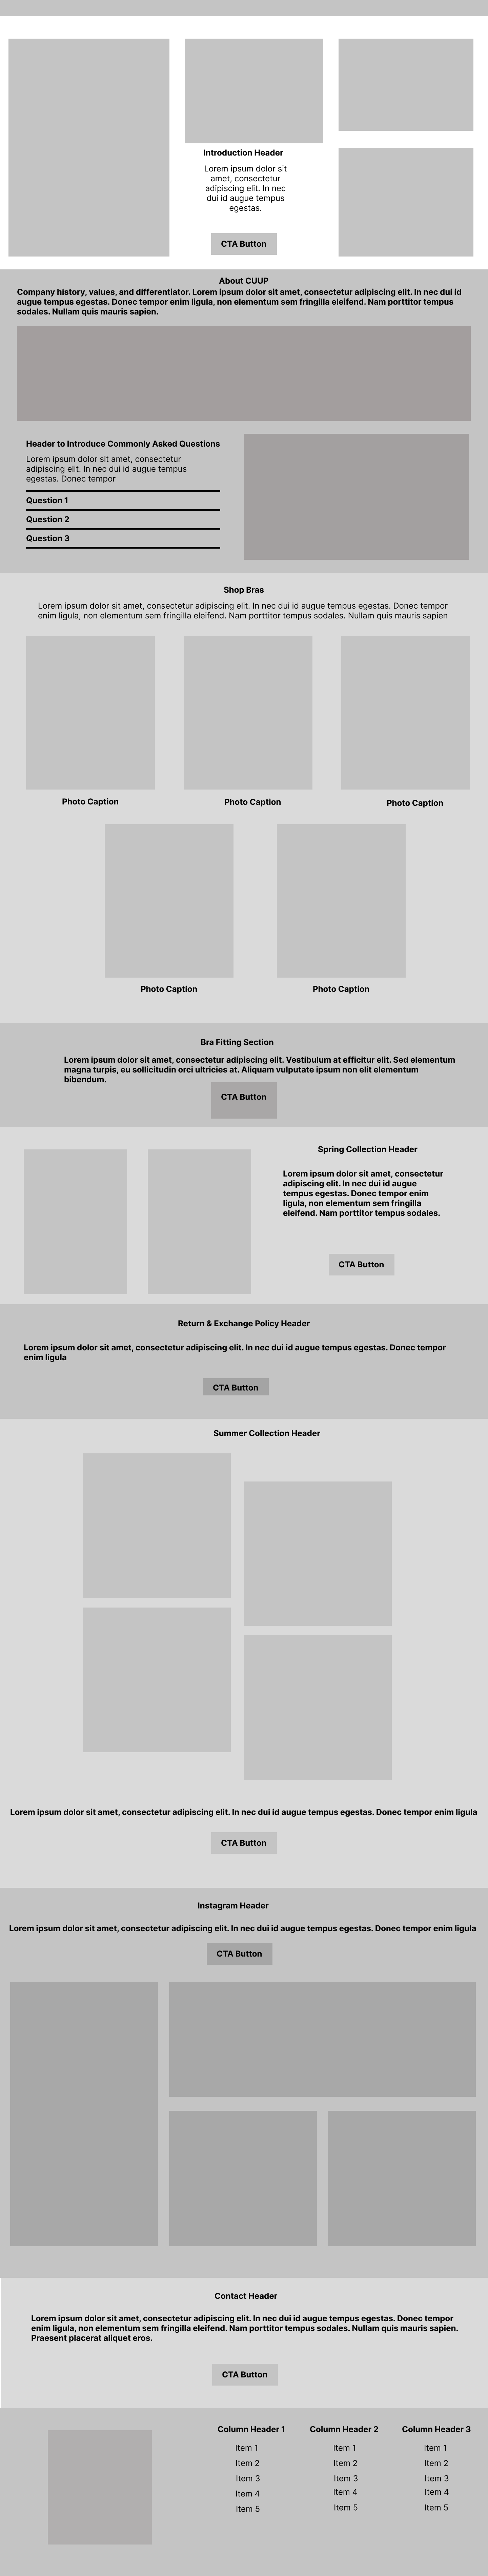 Introduction Header
Lorem ipsum dolor sit
amet, consectetur
adipiscing elit. In nec
dui id augue tempus
egestas.
CTA Button
About CUUP
Company history, values, and differentiator. Lorem ipsum dolor sit amet, consectetur adipiscing elit. In nec dui id
augue tempus egestas. Donec tempor enim ligula, non elementum sem fringilla eleifend. Nam porttitor tempus
sodales. Nullam quis mauris sapien.
Header to Introduce Commonly Asked Questions
Lorem ipsum dolor sit amet, consectetur
adipiscing elit. In nec dui id augue tempus
egestas. Donec tempor
Question 1
Question 2
Question 3
Shop Bras
Lorem ipsum dolor sit amet, consectetur adipiscing elit. In nec dui id augue tempus egestas. Donec tempor
enim ligula, non elementum sem fringilla eleifend. Nam porttitor tempus sodales. Nullam quis mauris sapien
Photo Caption
Photo Caption
Photo Caption
Photo Caption
Photo Caption
Bra Fitting Section
Lorem ipsum dolor sit amet, consectetur adipiscing elit. Vestibulum at efficitur elit. Sed elementum
magna turpis, eu sollicitudin orci ultricies at. Aliquam vulputate ipsum non elit elementum
bibendum.
CTA Button
Spring Collection Header
Lorem ipsum dolor sit amet, consectetur
adipiscing elit. In nec dui id augue
tempus egestas. Donec tempor enim
ligula, non elementum sem fringilla
eleifend. Nam porttitor tempus sodales.
CTA Button
Return & Exchange Policy Header
Lorem ipsum dolor sit amet, consectetur adipiscing elit. In nec dui id augue tempus egestas. Donec tempor
enim ligula
CTA Button
Summer Collection Header
Lorem ipsum dolor sit amet, consectetur adipiscing elit. In nec dui id augue tempus egestas. Donec tempor enim ligula
CTA Button
Instagram Header
Lorem ipsum dolor sit amet, consectetur adipiscing elit. In nec dui id augue tempus egestas. Donec tempor enim ligula
CTA Button
Contact Header
Lorem ipsum dolor sit amet, consectetur adipiscing elit. In nec dui id augue tempus egestas. Donec tempor
enim ligula, non elementum sem fringilla eleifend. Nam porttitor tempus sodales. Nullam quis mauris sapien.
Praesent placerat aliquet eros.
CTA Button
Column Header 1
Item 1
Item 2
Item 3
Item 4
Item 5
Column Header 2
Item 1
Item 2
Item 3
Item 4
Item 5
Column Header 3
Item 1
Item 2
Item 3
Item 4
Item 5